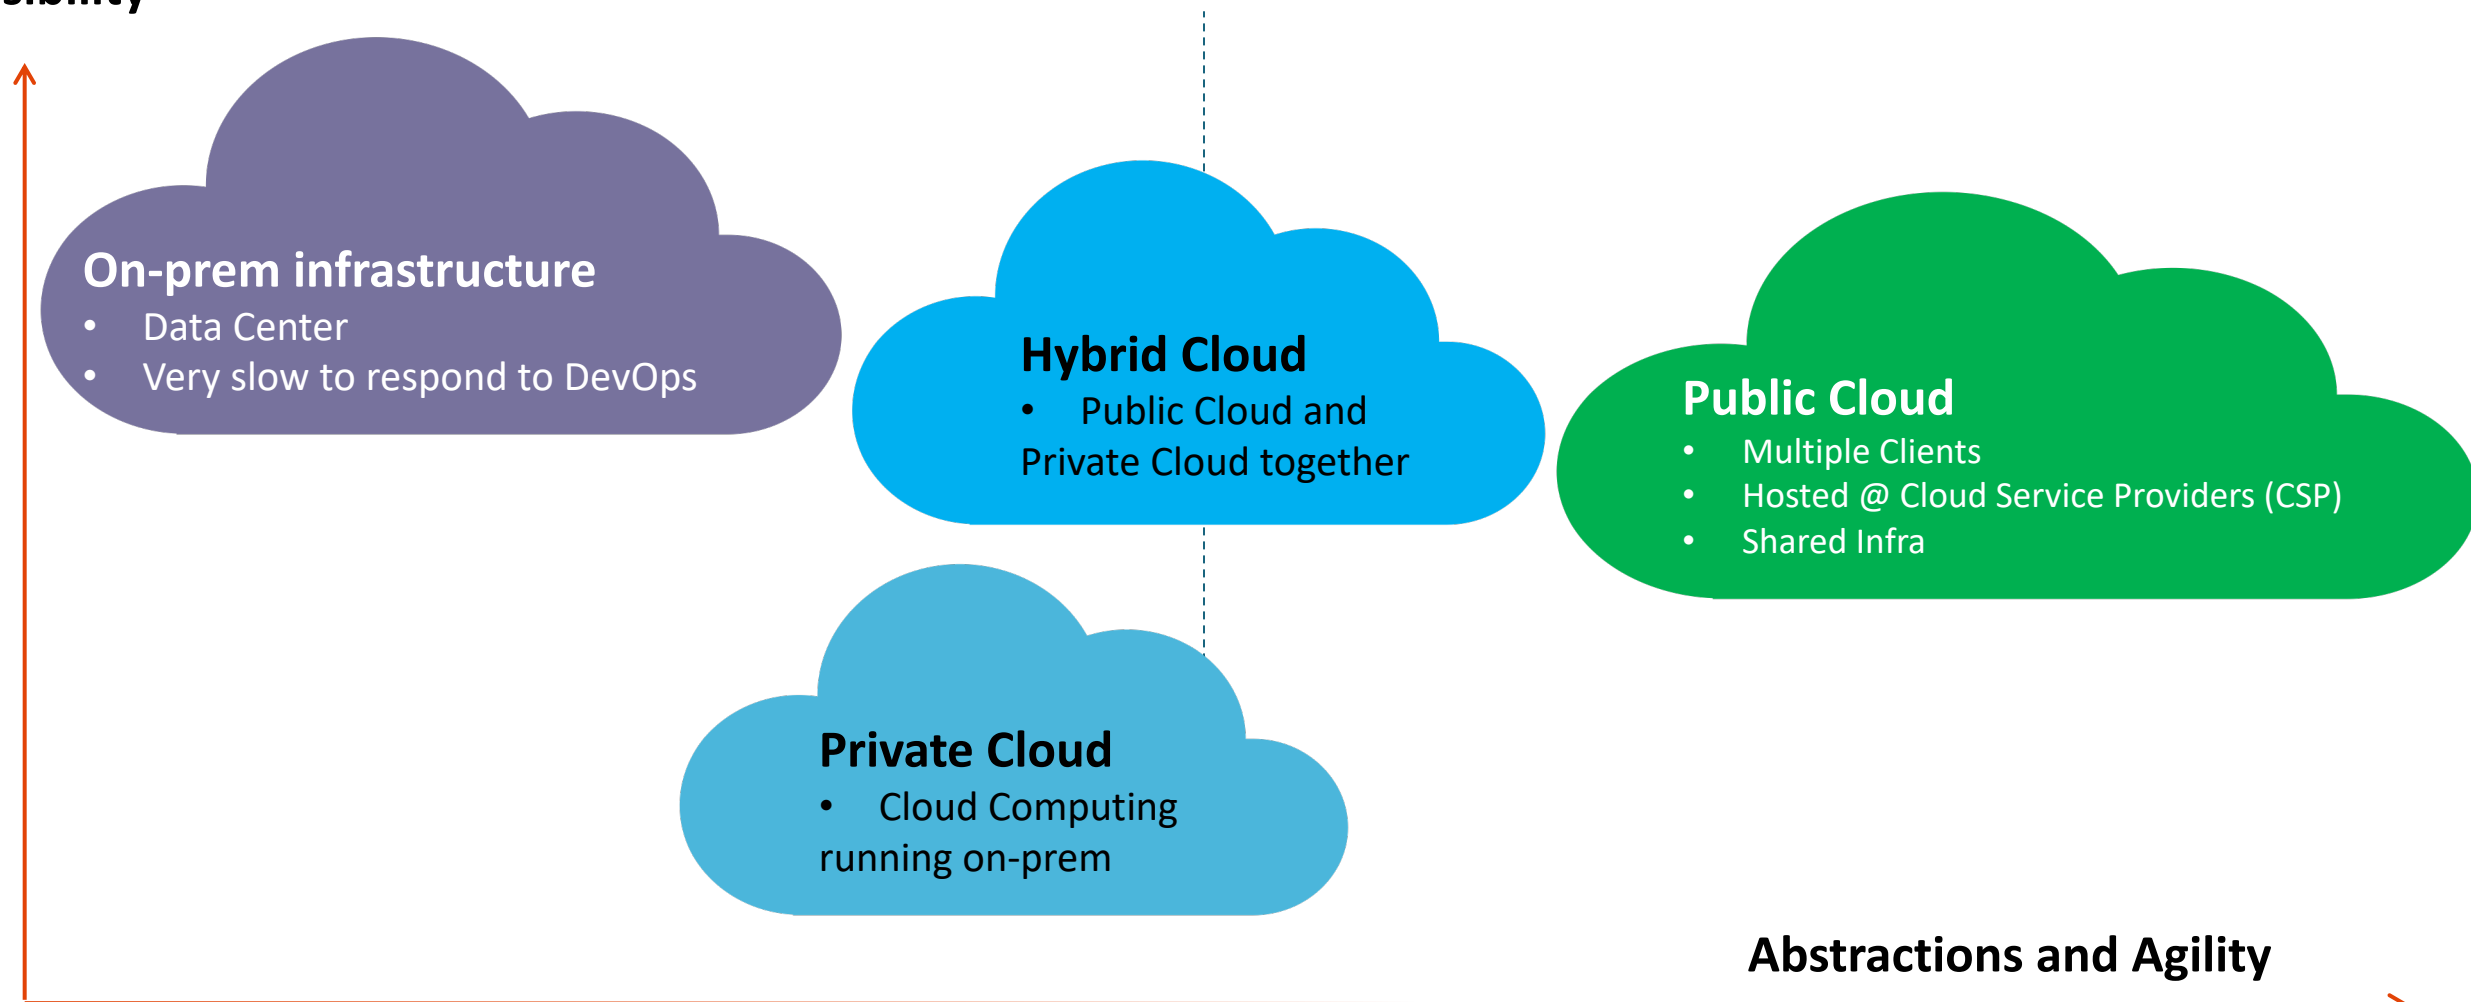 On-prem infrastructure
• Data Center
• Very slow to respond to DevOps
Hybrid Cloud
• Public Cloud and
Private Cloud together
Public Cloud
• Multiple Clients
• Hosted @ Cloud Service Providers (CSP)
• Shared Infra
Private Cloud
• Cloud Computing
running on-prem
Abstractions and Agility